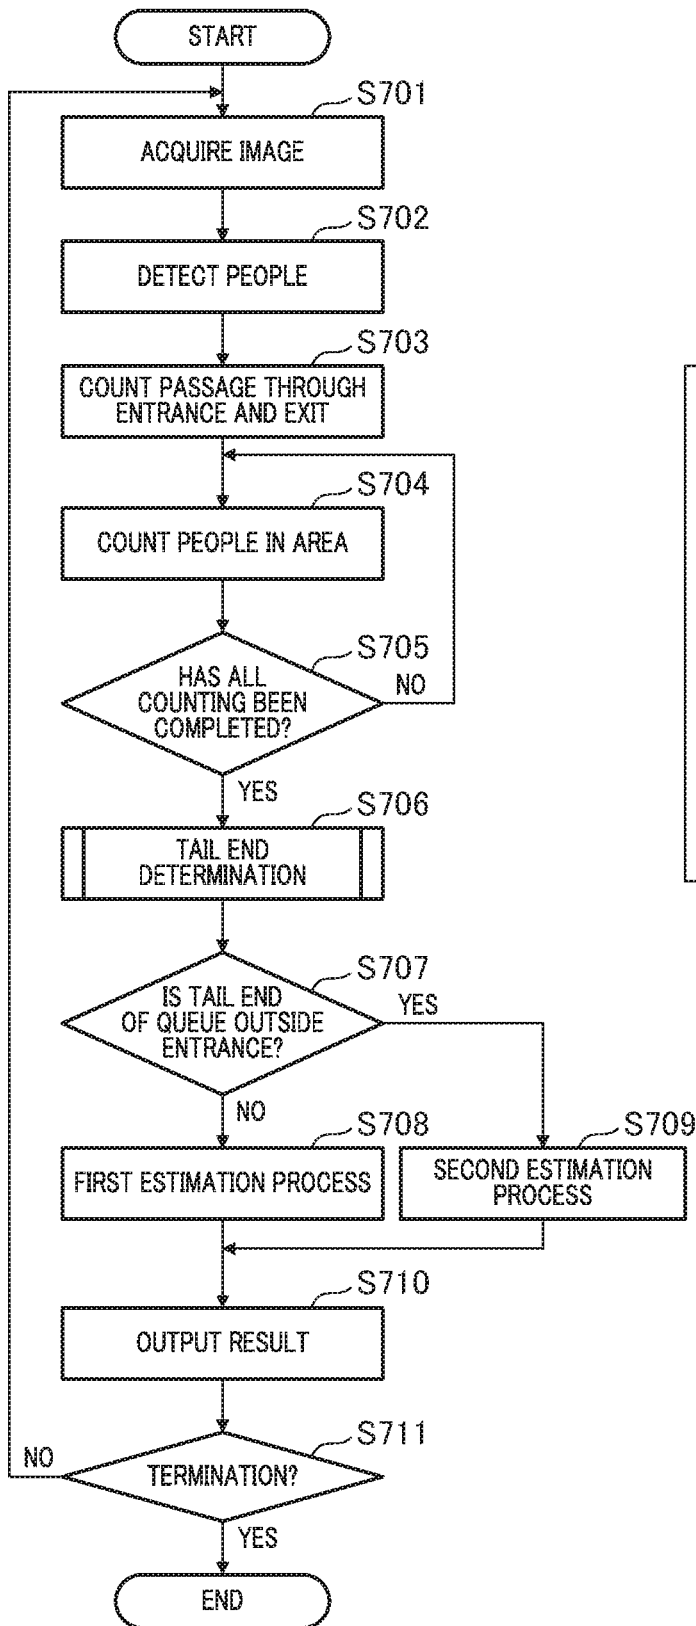 START
S701
ACQUIRE IMAGE
S702
DETECT PEOPLE
S703
COUNT PASSAGE THROUGH
ENTRANCE AND EXIT
S704
COUNT PEOPLE IN AREA
S705
HAS ALL
COUNTING BEEN
COMPLETED?
NO
YES
S706
TAIL END
DETERMINATION
S707
IS TAIL END
OF QUEUE OUTSIDE
ENTRANCE?
YES
NO
S708
FIRST ESTIMATION PROCESS
S709
SECOND ESTIMATION
PROCESS
S710
OUTPUT RESULT
S711
TERMINATION?
NO
YES
END